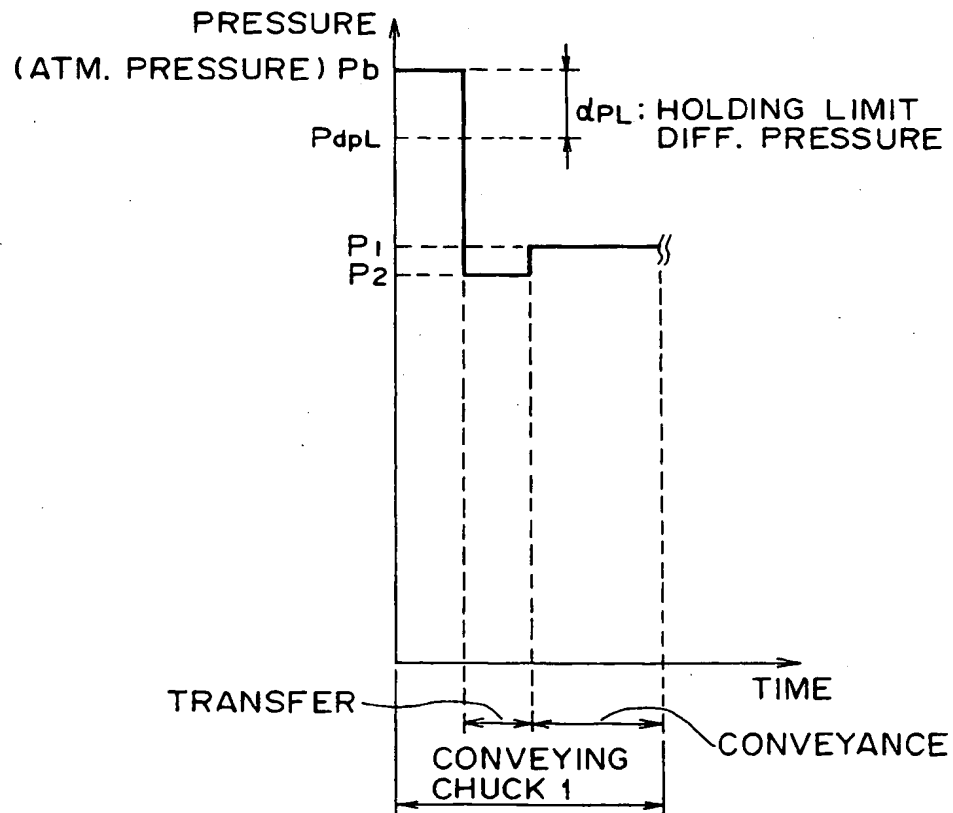 PRESSURE
(ATM. PRESSURE) Pb
dPL: HOLDING LIMIT
DIFF. PRESSURE
PdpL
P1
P2
TIME
TRANSFER
CONVEYANCE
CONVEYING
CHUCK 1